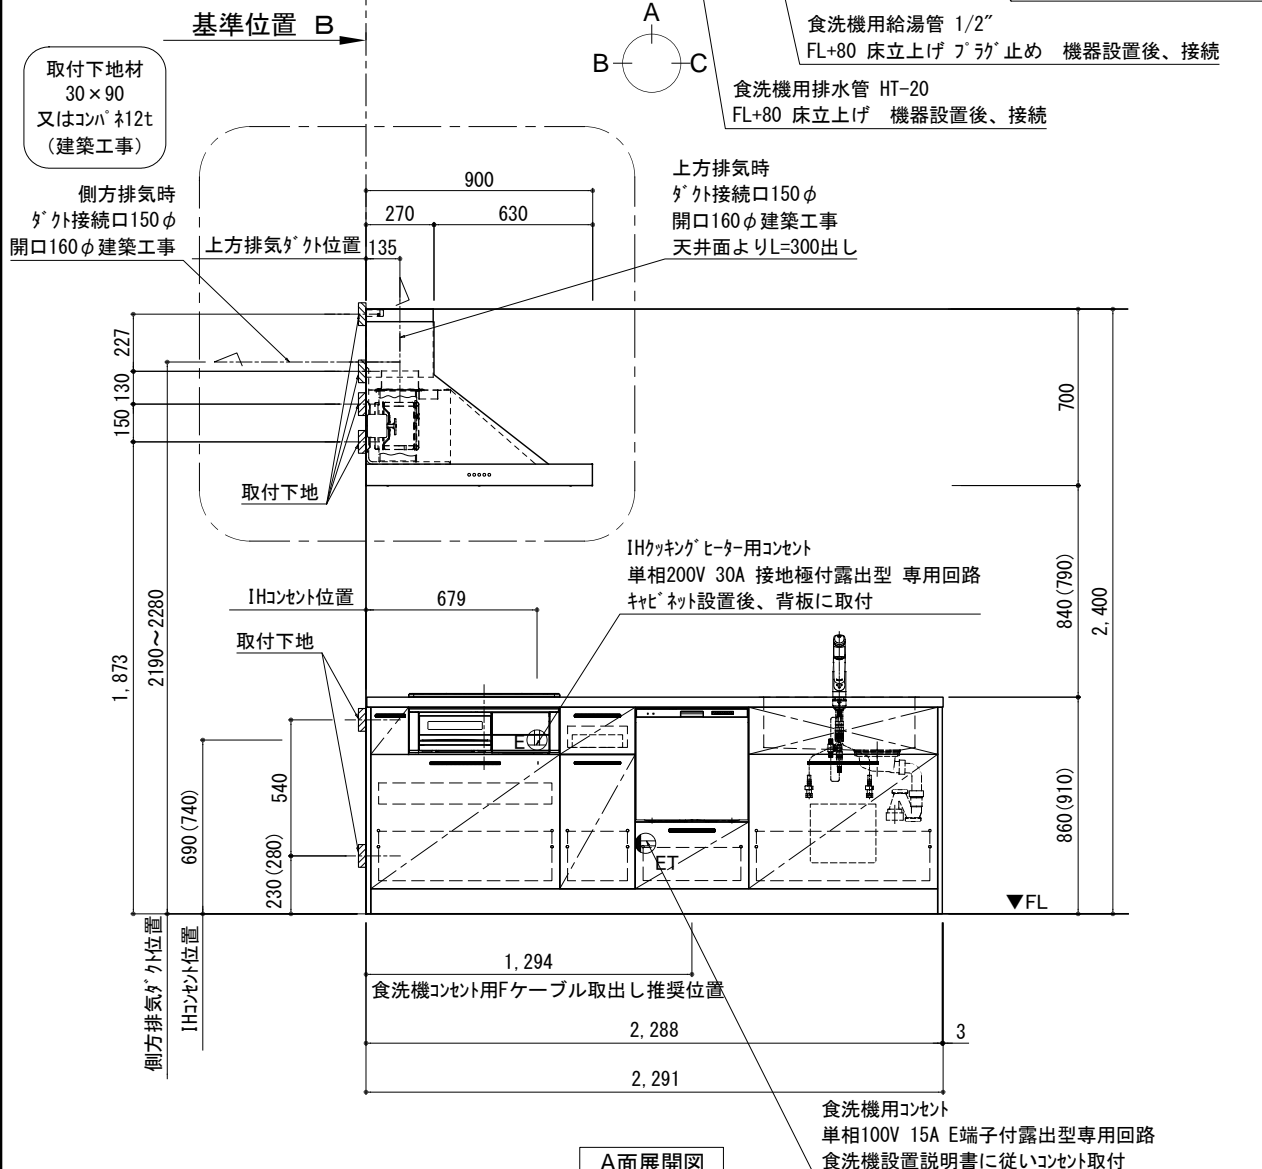 基準位置 B
A
B
C
食洗機用給湯管 1/2″
FL+80 床立上げ プラグ止め 機器設置後、接続
食洗機用排水管 HT-20
FL+80 床立上げ 機器設置後、接続
取付下地材
30×90
又はコンパネ12t
(建築工事)
側方排気時
ダクト接続口150φ
開口160φ建築工事
上方排気ダクト位置
135
900
270
630
上方排気時
ダクト接続口150φ
開口160φ建築工事
天井面よりL=300出し
227
130
150
取付下地
700
IHクッキングヒーター用コンセント
単相200V 30A 接地極付露出型 専用回路
キャビネット設置後、背板に取付
IHコンセント位置
679
取付下地
840(790)
2,400
1,873
2190~2280
E
ET
540
690(740)
230(280)
860(910)
▼FL
側方排気ダクト位置
IHコンセント位置
1,294
食洗機コンセント用Fケーブル取出し推奨位置
2,288
3
2,291
食洗機用コンセント
単相100V 15A E端子付露出型専用回路
食洗機設置説明書に従いコンセント取付
A面展開図